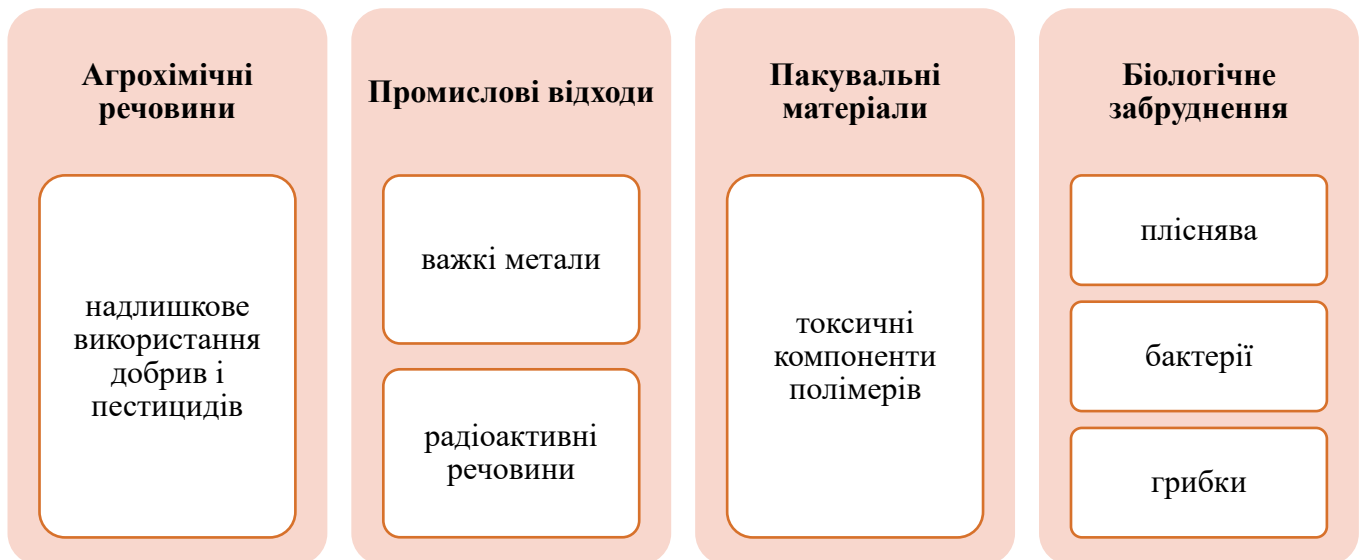 Агрохімічні
речовини
надлишкове
використання
добрив і
пестицидів
Промислові відходи
важкі метали
радіоактивні
речовини
Пакувальні
матеріали
токсичні
компоненти
полімерів
Біологічне
забруднення
пліснява
бактерії
грибки